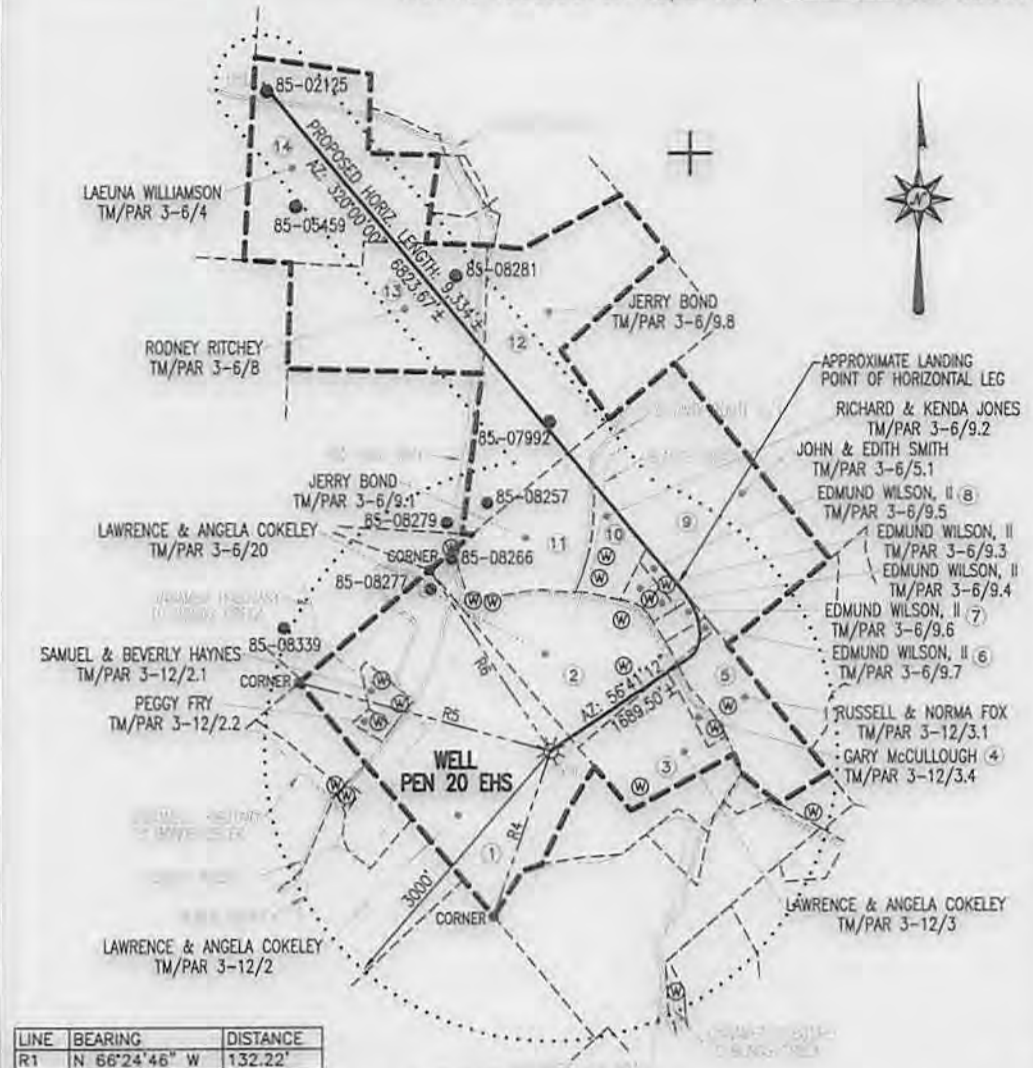 85-02125
14
LAEUNA WILLIAMSON
TM/PAR 3-6/4
85-05459
PROPOSED HORIZ. LENGTH: 9,334'±
AZ: 320°00'00"
6823.67'±
N
85-08281
13
JERRY BOND
TM/PAR 3-6/9.8
12
RODNEY RITCHEY
TM/PAR 3-6/8
APPROXIMATE LANDING
POINT OF HORIZONTAL LEG
RICHARD & KENDA JONES
TM/PAR 3-6/9.2
85-07992
JOHN & EDITH SMITH
TM/PAR 3-6/5.1
JERRY BOND
TM/PAR 3-6/9.1
85-08257
EDMUND WILSON, II 8
TM/PAR 3-6/9.5
85-08279
9
10
11
LAWRENCE & ANGELA COKELEY
TM/PAR 3-6/20
EDMUND WILSON, II
TM/PAR 3-6/9.3
W
CORNER
85-08266
W
W
EDMUND WILSON, II
TM/PAR 3-6/9.4
85-08277
W
W
W
W
W
EDMUND WILSON, II 7
TM/PAR 3-6/9.6
85-08339
EDMUND WILSON, II 6
TM/PAR 3-6/9.7
SAMUEL & BEVERLY HAYNES
TM/PAR 3-12/2.1
CORNER
W
W
W
R6
R5
2
W
AZ: 56°41'12"
1689.50'±
5
W
W
PEGGY FRY
TM/PAR 3-12/2.2
RUSSELL & NORMA FOX
TM/PAR 3-12/3.1
GARY McCULLOUGH 4
TM/PAR 3-12/3.4
WELL
PEN 20 EHS
3
W
W
W
W
R4
1
3000'
CORNER
LAWRENCE & ANGELA COKELEY
TM/PAR 3-12/3
LAWRENCE & ANGELA COKELEY
TM/PAR 3-12/2
W
LINE BEARING DISTANCE
R1 N 66°24'46" W 132.22'